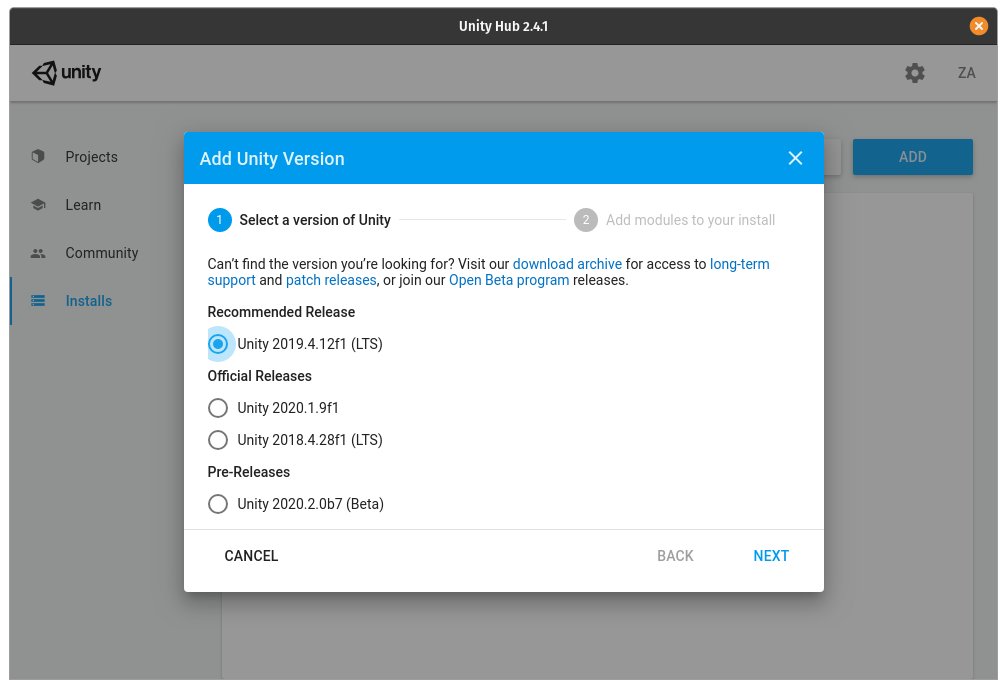 Unity Hub 2.4.1
unity
ZA
Projects
Learn
Community
Installs
ADD
Add Unity Version
1 Select a version of Unity
2 Add modules to your install
Can't find the version you're looking for? Visit our download archive for access to long-term
support and patch releases, or join our Open Beta program releases.
Recommended Release
Unity 2019.4.12f1 (LTS)
Official Releases
Unity 2020.1.9f1
Unity 2018.4.28f1 (LTS)
Pre-Releases
Unity 2020.2.0b7 (Beta)
CANCEL
BACK
NEXT